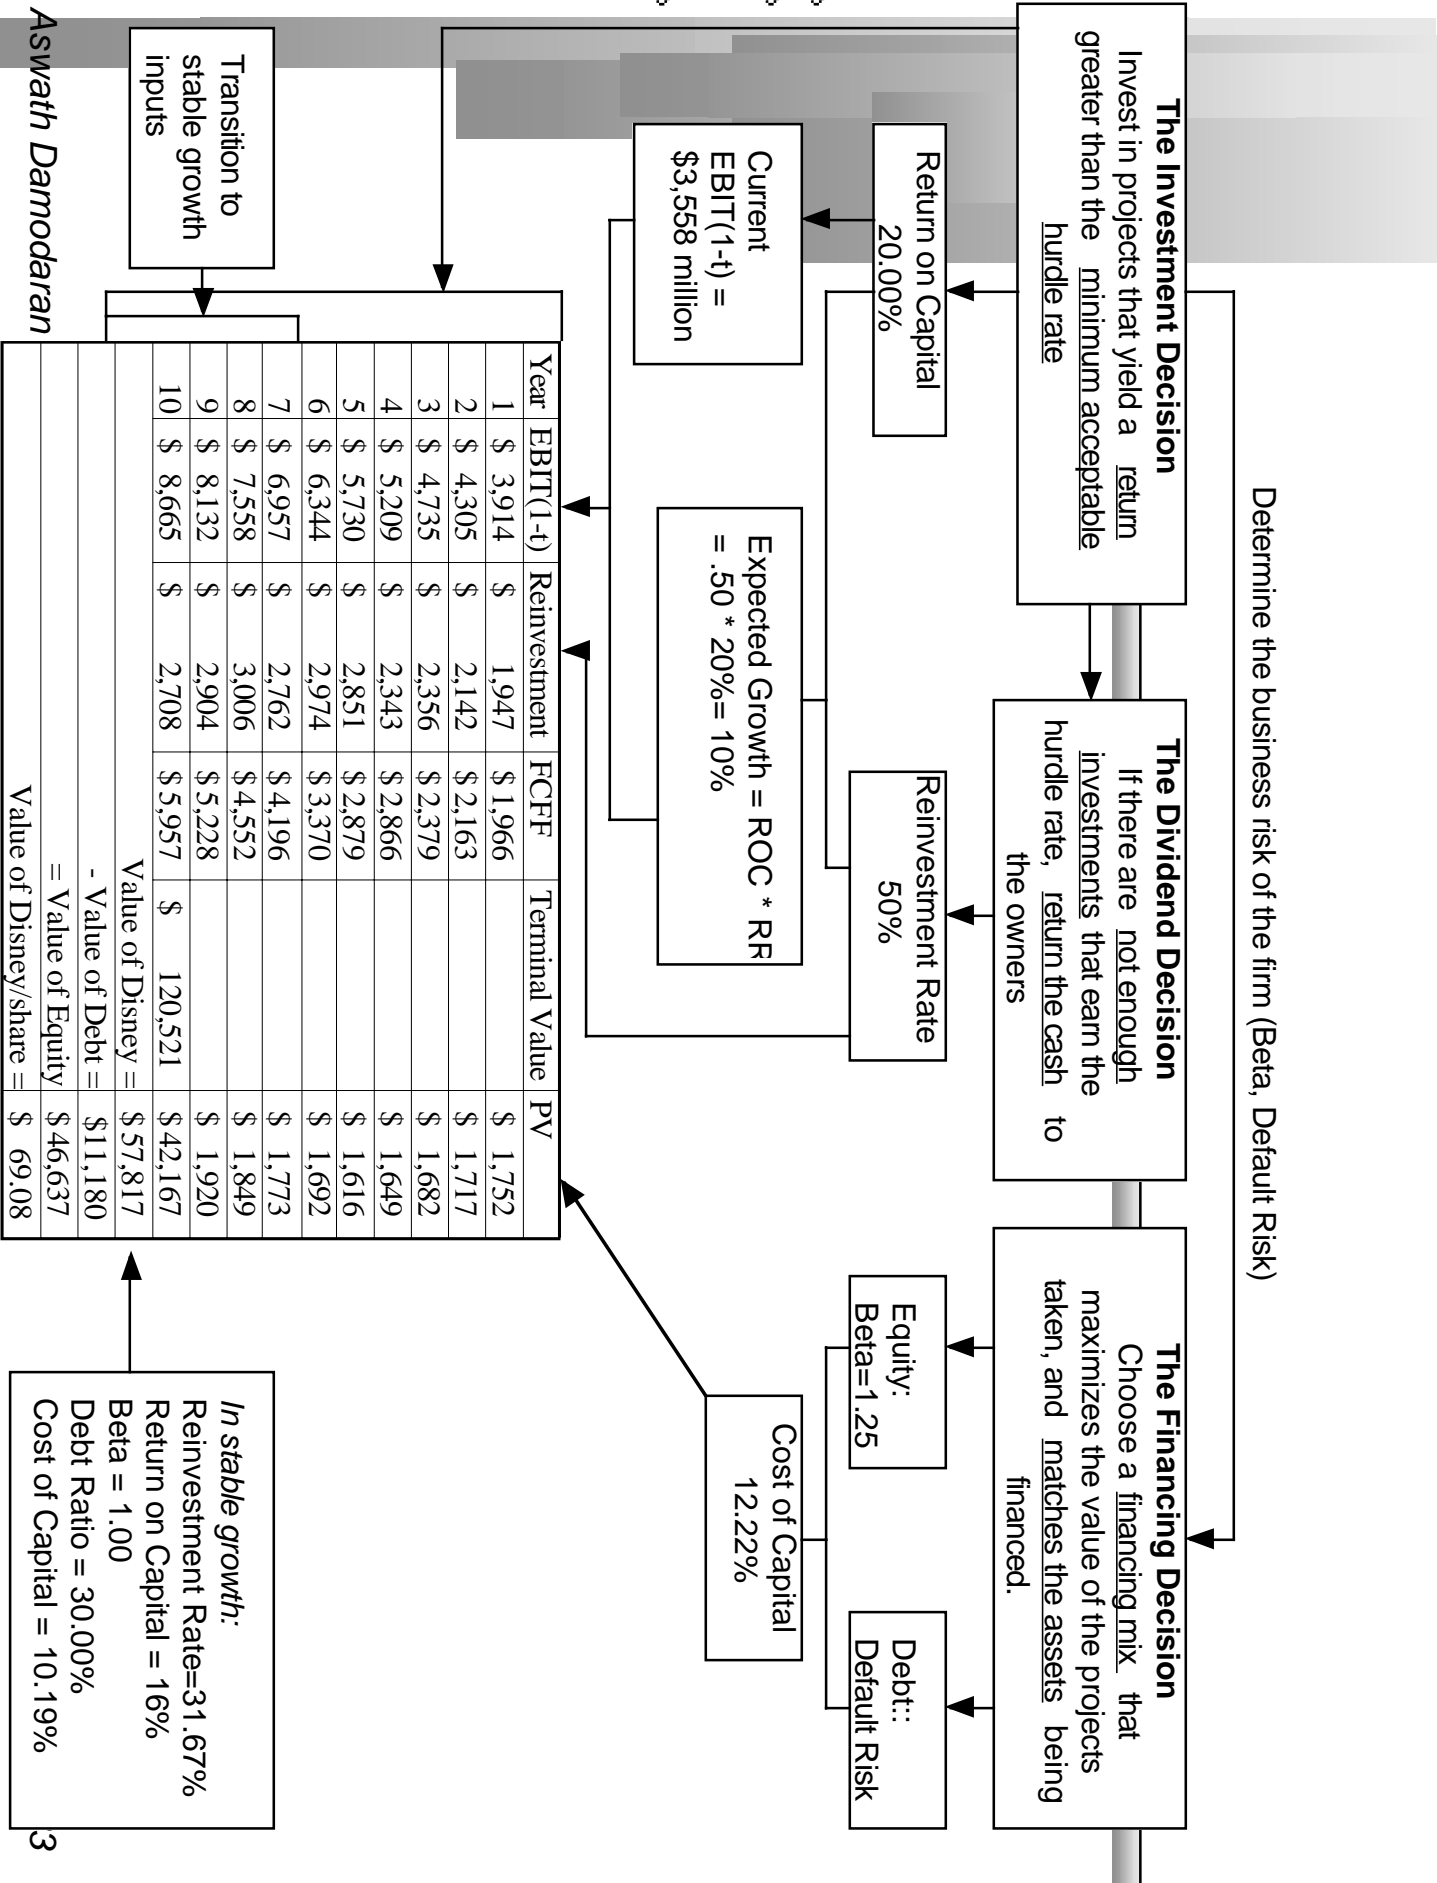 Determine the business risk of the firm (Beta, Default Risk)
The Investment Decision
Invest in projects that yield a return
greater than the minimum acceptable
hurdle rate
The Dividend Decision
If there are not enough
investments that earn the
hurdle rate, return the cash to
the owners
The Financing Decision
Choose a financing mix that
maximizes the value of the projects
taken, and matches the assets being
financed.
Return on Capital
20.00%
Reinvestment Rate
50%
Equity:
Beta=1.25
Debt::
Default Risk
Current
EBIT(1-t) =
$3,558 million
Expected Growth = ROC * RR
= .50 * 20%= 10%
Cost of Capital
12.22%
Year EBIT(1-t) Reinvestment FCFF Terminal Value PV
1 $ 3,914 $ 1,947 $ 1,966 $ 1,752
2 $ 4,305 $ 2,142 $ 2,163 $ 1,717
3 $ 4,735 $ 2,356 $ 2,379 $ 1,682
4 $ 5,209 $ 2,343 $ 2,866 $ 1,649
5 $ 5,730 $ 2,851 $ 2,879 $ 1,616
6 $ 6,344 $ 2,974 $ 3,370 $ 1,692
7 $ 6,957 $ 2,762 $ 4,196 $ 1,773
8 $ 7,558 $ 3,006 $ 4,552 $ 1,849
9 $ 8,132 $ 2,904 $ 5,228 $ 1,920
10 $ 8,665 $ 2,708 $ 5,957 $ 120,521 $ 42,167
Value of Disney = $ 57,817
- Value of Debt = $11,180
= Value of Equity $ 46,637
Value of Disney/share = $ 69.08
Transition to
stable growth
inputs
In stable growth:
Reinvestment Rate=31.67%
Return on Capital = 16%
Beta = 1.00
Debt Ratio = 30.00%
Cost of Capital = 10.19%
Aswath Damodaran
3